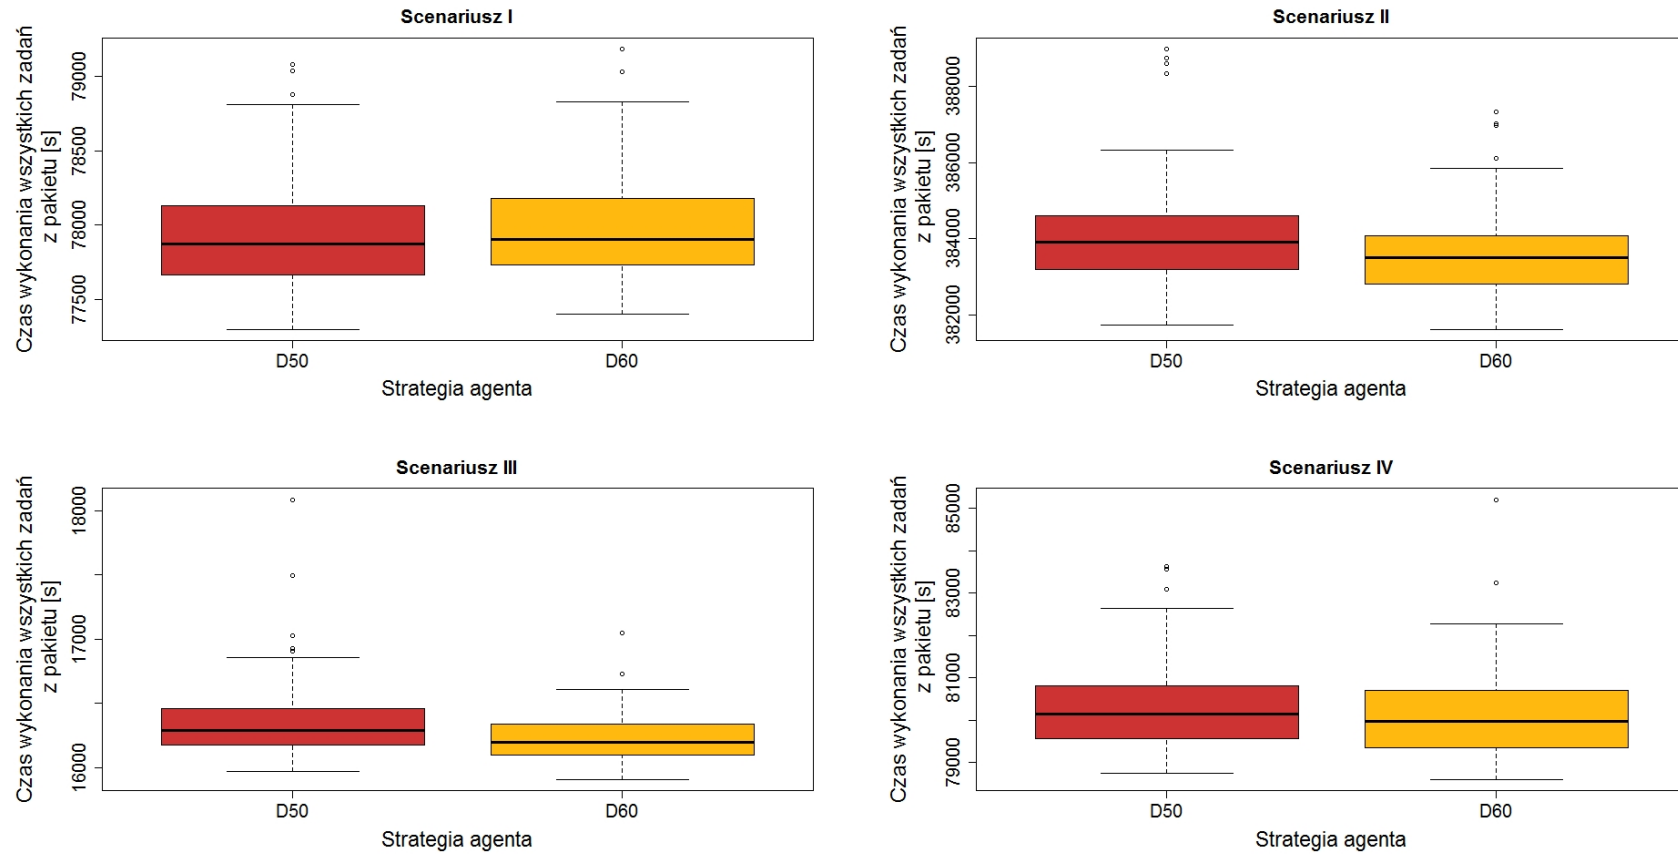 Scenariusz I
Czas wykonania wszystkich zadań
z pakietu [s]
79000
78500
78000
77500
D50
D60
Strategia agenta
Scenariusz II
Czas wykonania wszystkich zadań
z pakietu [s]
388000
386000
384000
382000
D50
D60
Strategia agenta
Scenariusz III
Czas wykonania wszystkich zadań
z pakietu [s]
18000
17000
16000
D50
D60
Strategia agenta
Scenariusz IV
Czas wykonania wszystkich zadań
z pakietu [s]
85000
83000
81000
79000
D50
D60
Strategia agenta